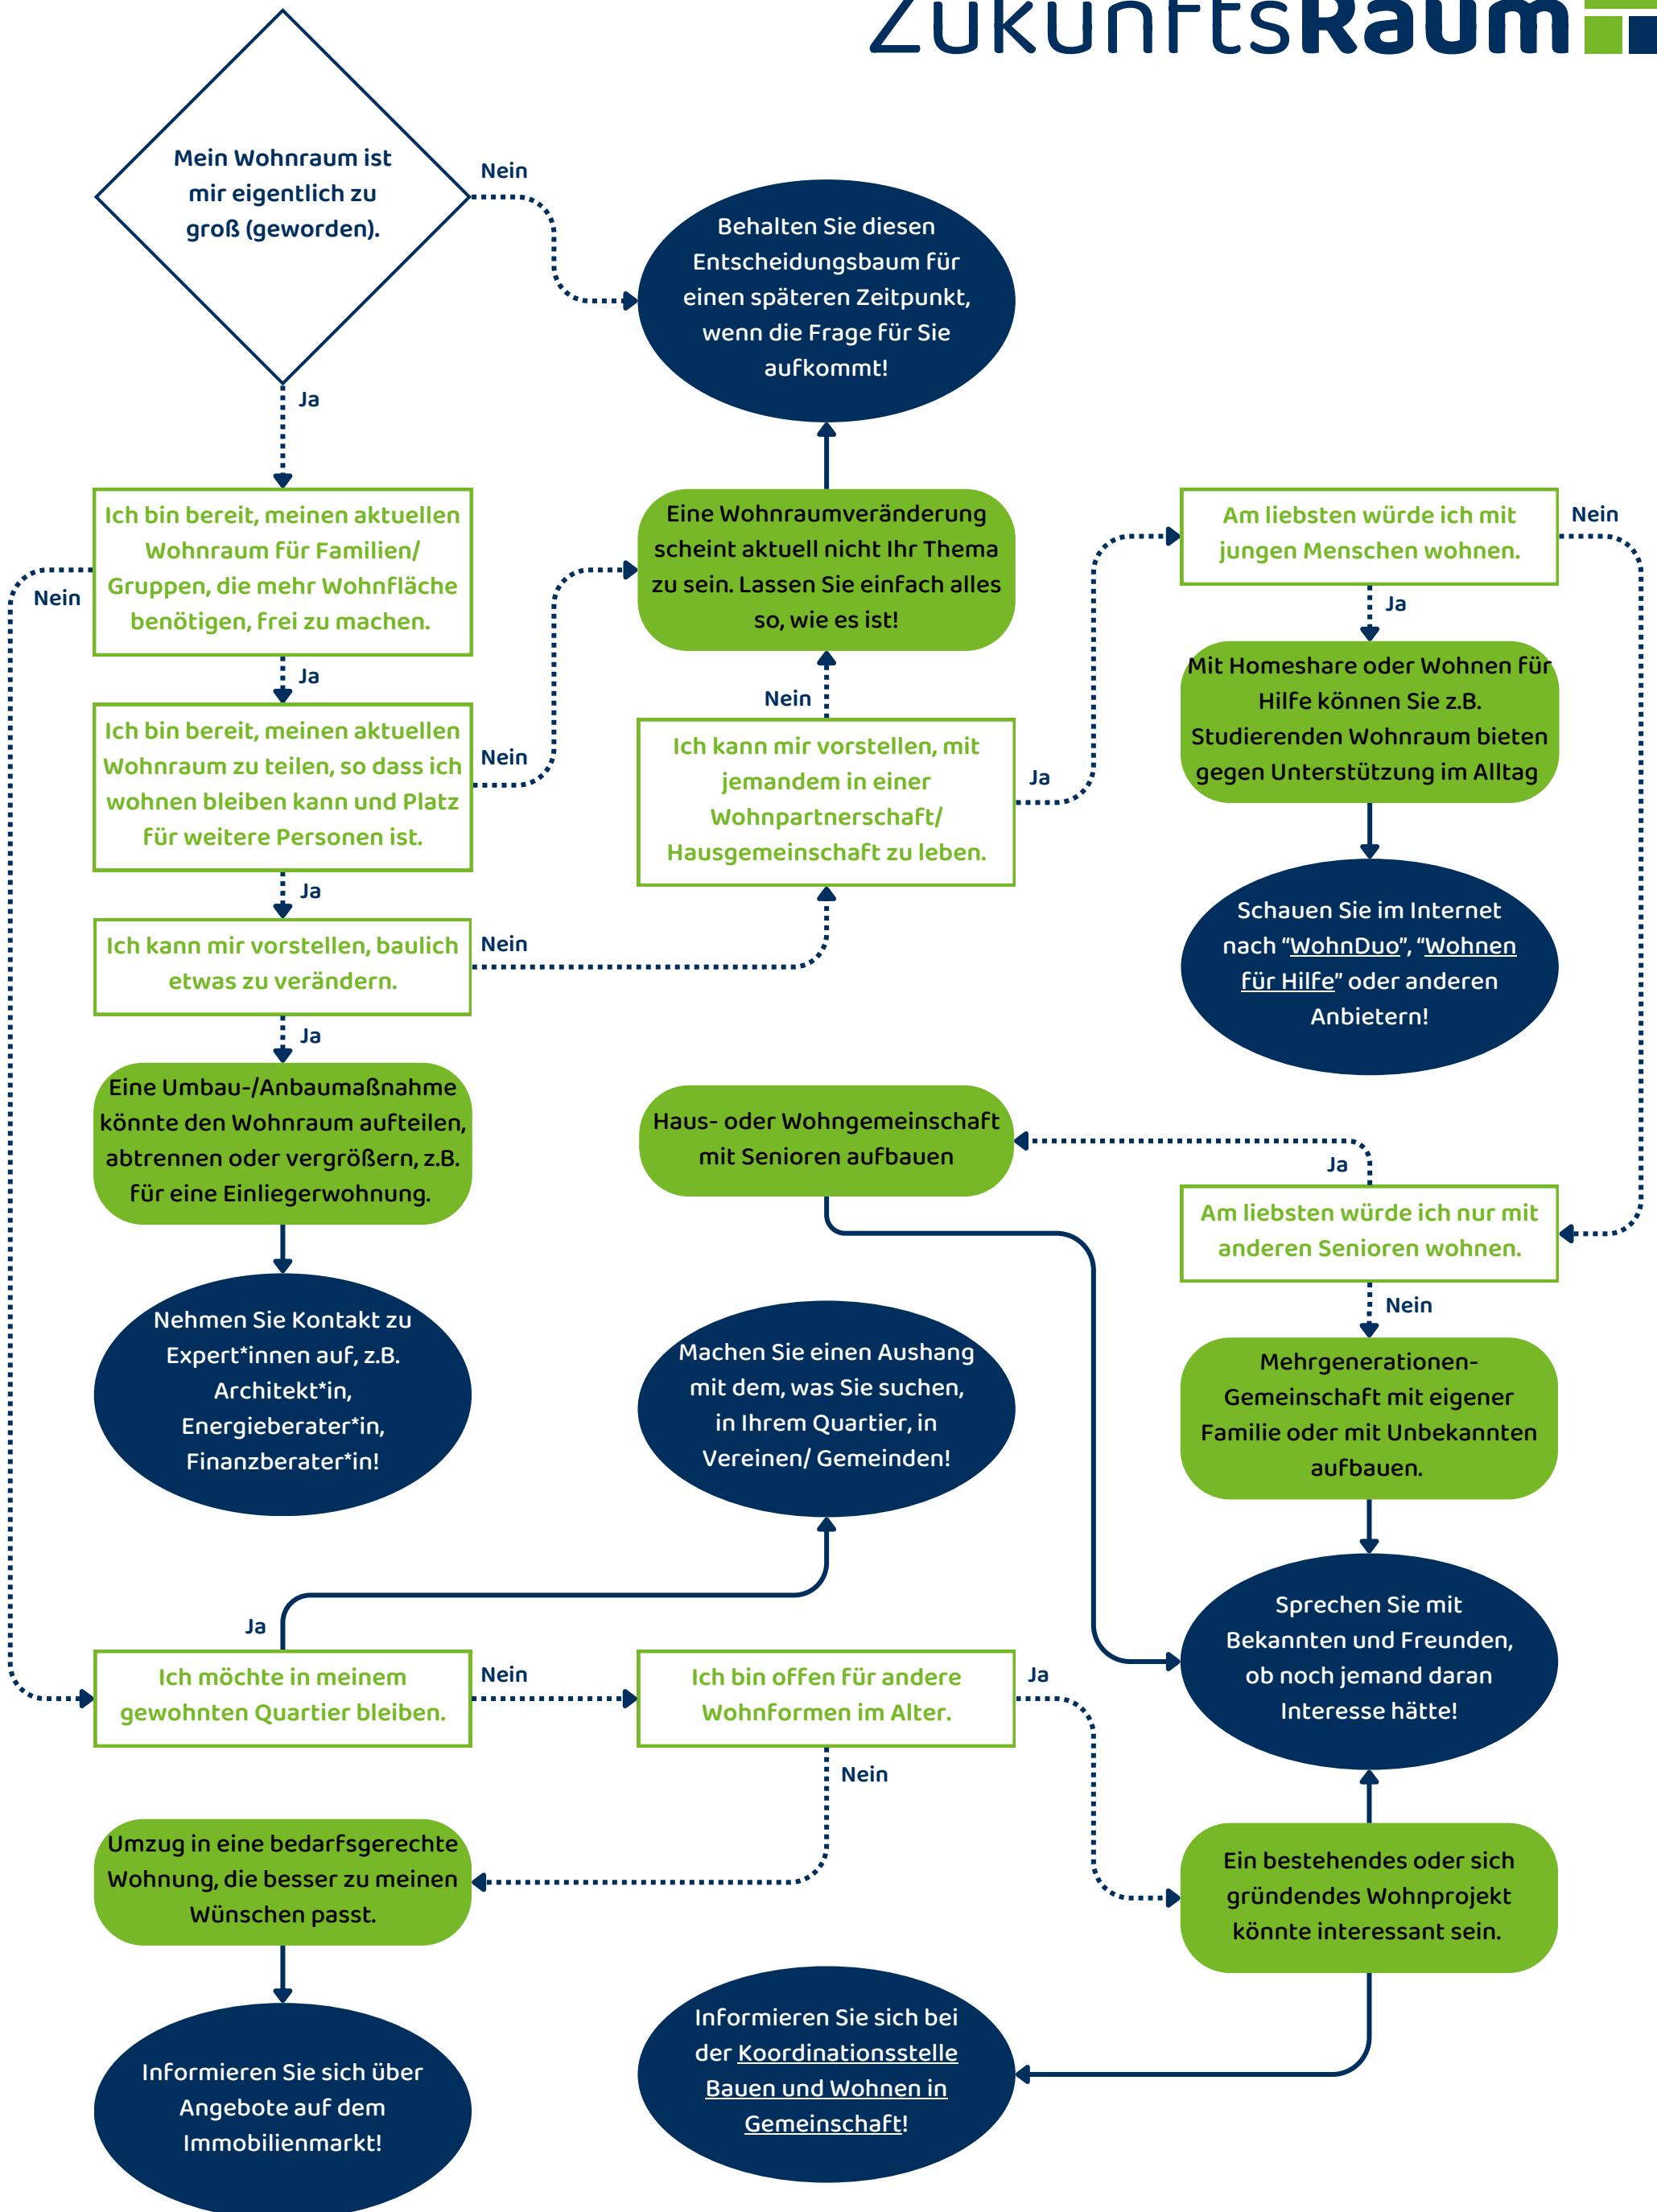 ZukunftsRaum
Mein Wohnraum ist
mir eigentlich zu
groß (geworden).
Nein
Ja
Behalten Sie diesen
Entscheidungsbaum für
einen späteren Zeitpunkt,
wenn die Frage für Sie
aufkommt!
Ich bin bereit, meinen aktuellen
Wohnraum für Familien/
Gruppen, die mehr Wohnfläche
benötigen, frei zu machen.
Nein
Ja
Eine Wohnraumveränderung
scheint aktuell nicht Ihr Thema
zu sein. Lassen Sie einfach alles
so, wie es ist!
Am liebsten würde ich mit
jungen Menschen wohnen.
Nein
Ja
Ich bin bereit, meinen aktuellen
Wohnraum zu teilen, so dass ich
wohnen bleiben kann und Platz
für weitere Personen ist.
Nein
Ja
Nein
Ich kann mir vorstellen, mit
jemandem in einer
Wohnpartnerschaft/
Hausgemeinschaft zu leben.
Ja
Mit Homeshare oder Wohnen für
Hilfe können Sie z.B.
Studierenden Wohnraum bieten
gegen Unterstützung im Alltag
Ich kann mir vorstellen, baulich
etwas zu verändern.
Nein
Ja
Schauen Sie im Internet
nach “WohnDuo”, “Wohnen
für Hilfe” oder anderen
Anbietern!
Eine Umbau-/Anbaumaßnahme
könnte den Wohnraum aufteilen,
abtrennen oder vergrößern, z.B.
für eine Einliegerwohnung.
Haus- oder Wohngemeinschaft
mit Senioren aufbauen
Ja
Am liebsten würde ich nur mit
anderen Senioren wohnen.
Nein
Nehmen Sie Kontakt zu
Expert*innen auf, z.B.
Architekt*in,
Energieberater*in,
Finanzberater*in!
Machen Sie einen Aushang
mit dem, was Sie suchen,
in Ihrem Quartier, in
Vereinen/ Gemeinden!
Mehrgenerationen-
Gemeinschaft mit eigener
Familie oder mit Unbekannten
aufbauen.
Ja
Ich möchte in meinem
gewohnten Quartier bleiben.
Nein
Ich bin offen für andere
Wohnformen im Alter.
Ja
Nein
Sprechen Sie mit
Bekannten und Freunden,
ob noch jemand daran
Interesse hätte!
Umzug in eine bedarfsgerechte
Wohnung, die besser zu meinen
Wünschen passt.
Ein bestehendes oder sich
gründendes Wohnprojekt
könnte interessant sein.
Informieren Sie sich über
Angebote auf dem
Immobilienmarkt!
Informieren Sie sich bei
der Koordinationsstelle
Bauen und Wohnen in
Gemeinschaft!